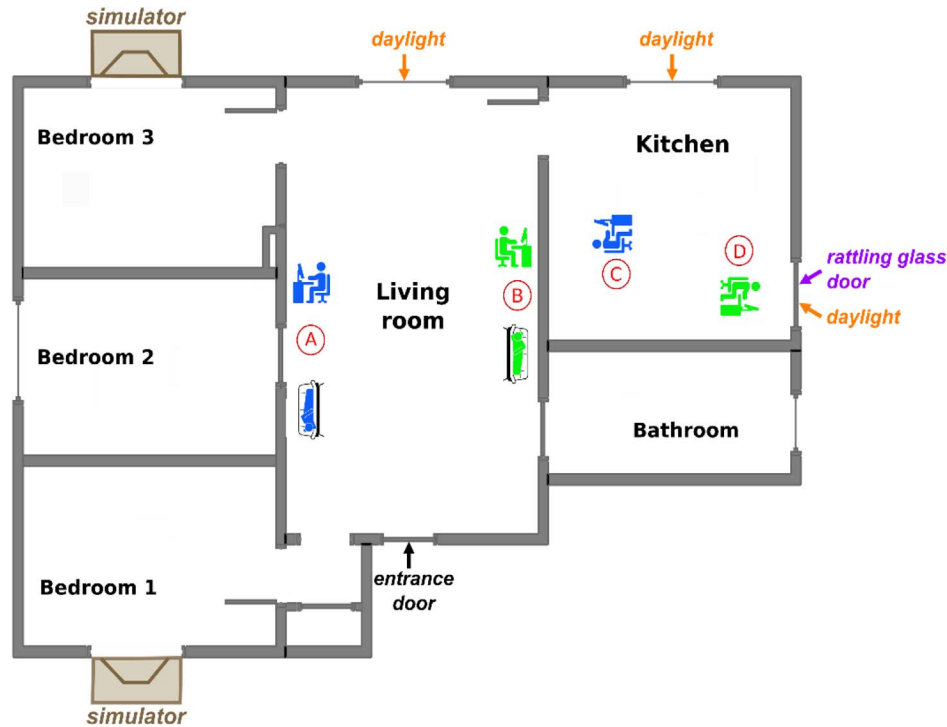 simulator
daylight
daylight
Bedroom 3
Kitchen
D
C
rattling glass
door
Living
room
B
daylight
A
Bedroom 2
Bathroom
Bedroom 1
entrance
door
simulator